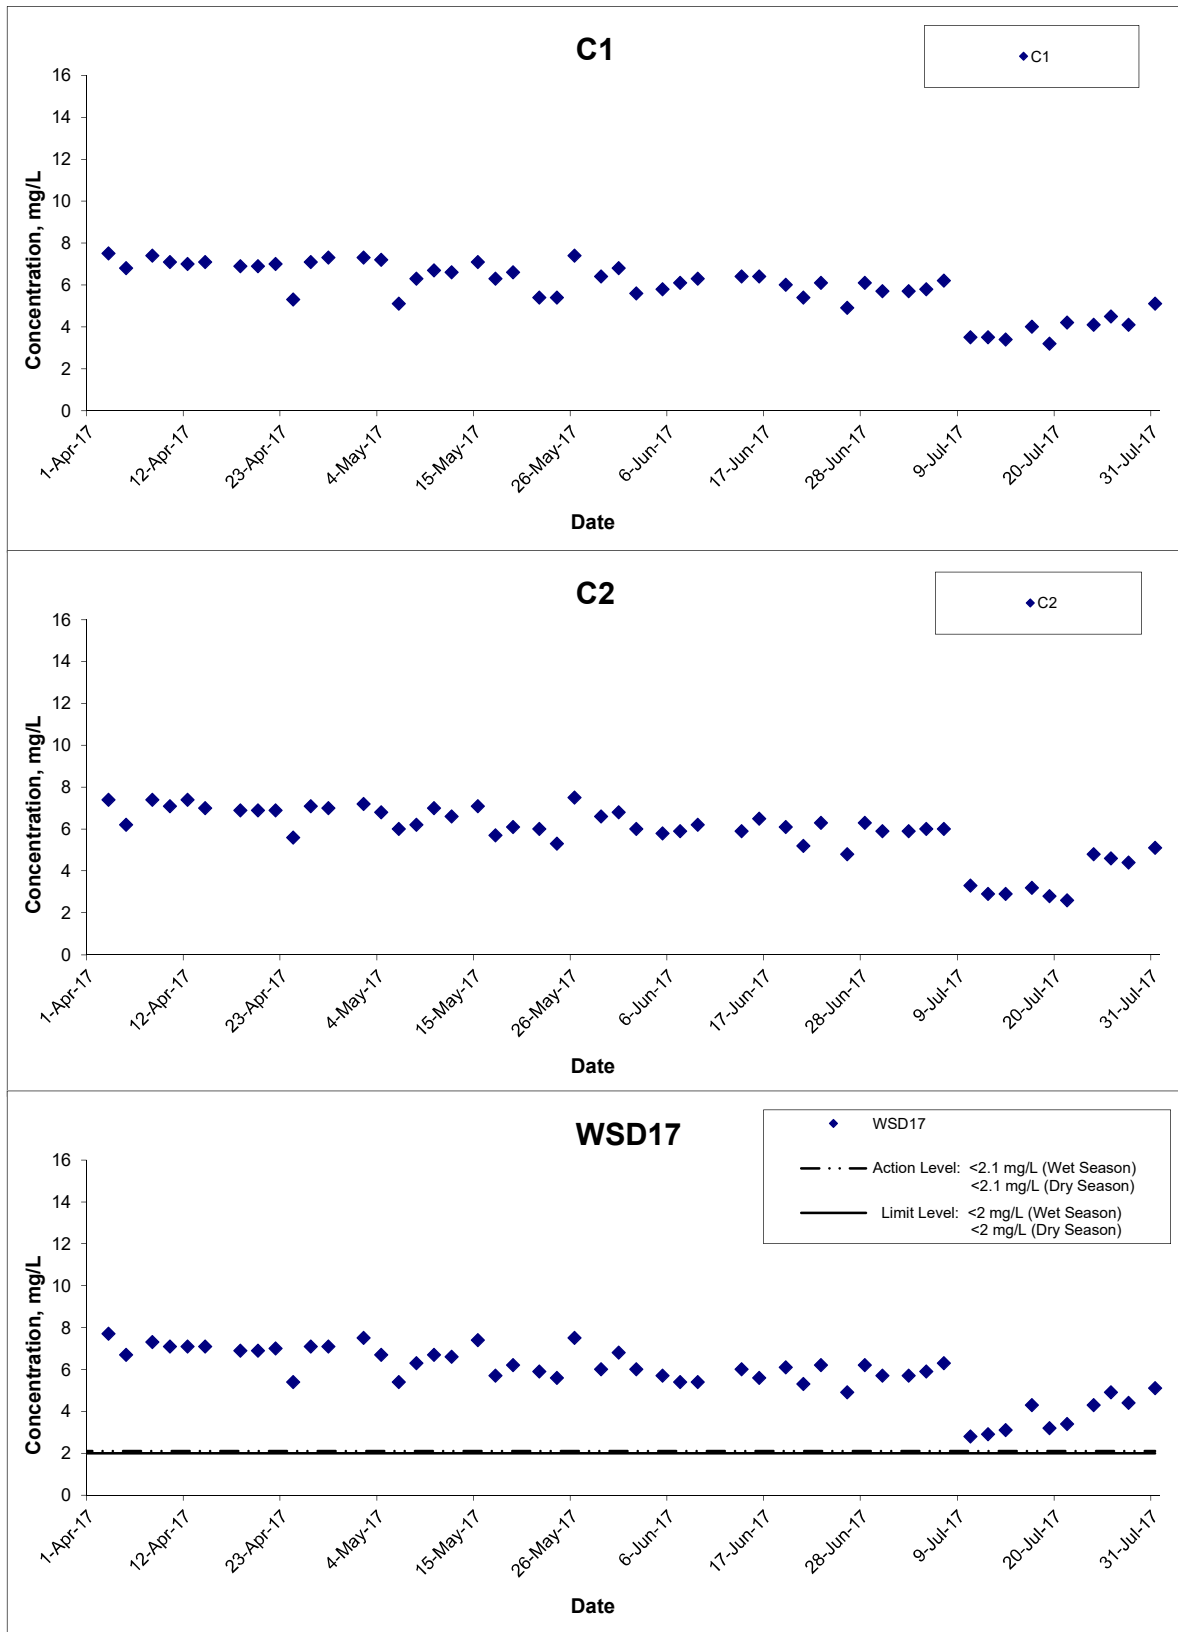 C1
C1
16
14
12
10
8
6
4
2
0
Concentration, mg/L
1-Apr-17
12-Apr-17
23-Apr-17
4-May-17
15-May-17
26-May-17
6-Jun-17
17-Jun-17
28-Jun-17
9-Jul-17
20-Jul-17
31-Jul-17
Date
C2
C2
16
14
12
10
8
6
4
2
0
Concentration, mg/L
1-Apr-17
12-Apr-17
23-Apr-17
4-May-17
15-May-17
26-May-17
6-Jun-17
17-Jun-17
28-Jun-17
9-Jul-17
20-Jul-17
31-Jul-17
Date
WSD17
WSD17
Action Level: <2.1 mg/L (Wet Season)
<2.1 mg/L (Dry Season)
Limit Level: <2 mg/L (Wet Season)
<2 mg/L (Dry Season)
16
14
12
10
8
6
4
2
0
Concentration, mg/L
1-Apr-17
12-Apr-17
23-Apr-17
4-May-17
15-May-17
26-May-17
6-Jun-17
17-Jun-17
28-Jun-17
9-Jul-17
20-Jul-17
31-Jul-17
Date